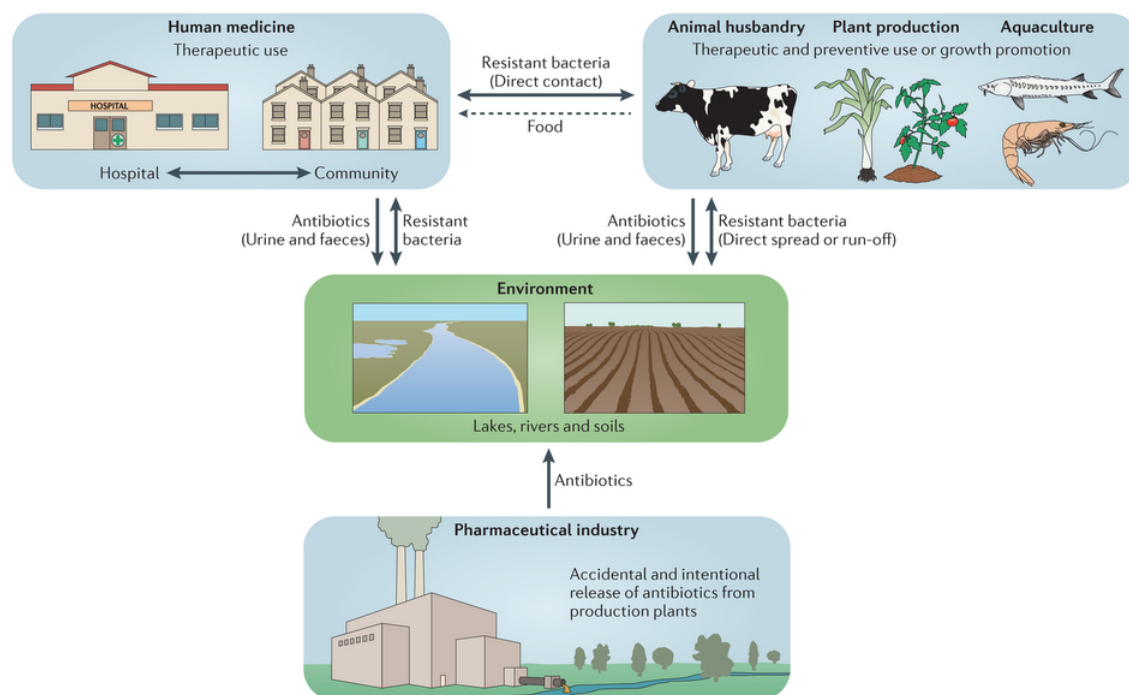 Human medicine
Therapeutic use
HOSPITAL
Hospital
Community
Resistant bacteria
(Direct contact)
Food
Animal husbandry
Plant production
Aquaculture
Therapeutic and preventive use or growth promotion
Antibiotics
(Urine and faeces)
Resistant
bacteria
Antibiotics
(Urine and faeces)
Resistant bacteria
(Direct spread or run-off)
Environment
Lakes, rivers and soils
Antibiotics
Pharmaceutical industry
Accidental and intentional
release of antibiotics from
production plants